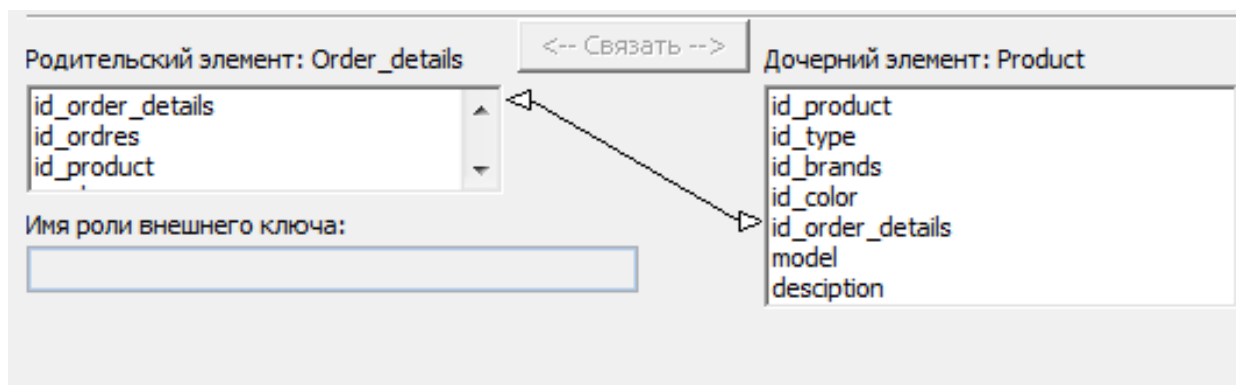 <-- Связать -->
Родительский элемент: Order_details
Дочерний элемент: Product
id_order_details
id_ordres
id_product
id_product
id_type
id_brands
id_color
id_order_details
model
desciption
Имя роли внешнего ключа: